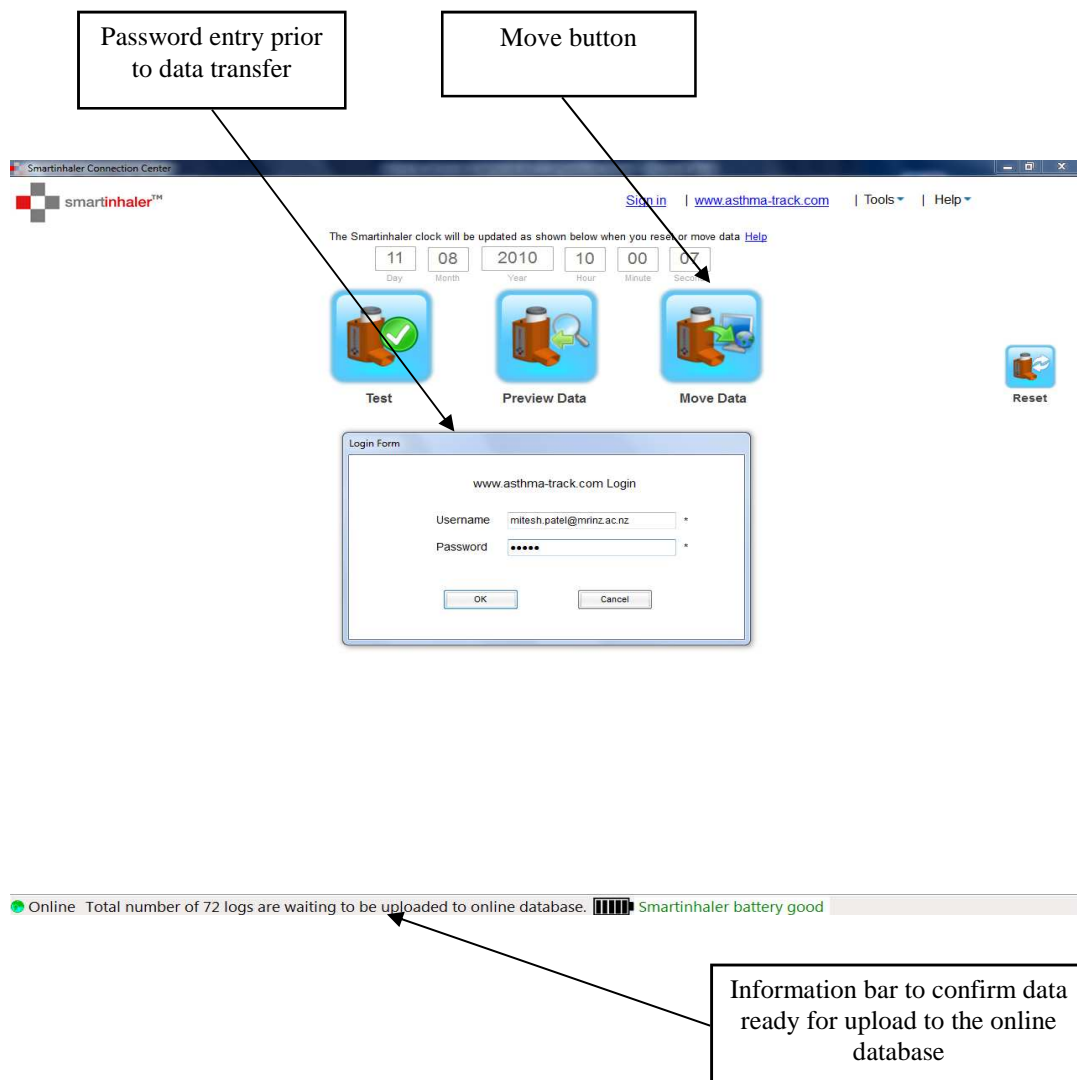 Password entry prior
to data transfer
Move button
Smartinhaler Connection Center
smartinhaler™
Sign in | www.asthma-track.com | Tools | Help
The Smartinhaler clock will be updated as shown below when you reset or move data Help
11 08 2010 10 00 07
Day Month Year Hour Minute Second
Test Preview Data Move Data Reset
Login Form
www.asthma-track.com Login
Username mitesh.patel@mrinz.ac.nz *
Password ••••• *
OK Cancel
Online Total number of 72 logs are waiting to be uploaded to online database. Smartinhaler battery good
Information bar to confirm data
ready for upload to the online
database